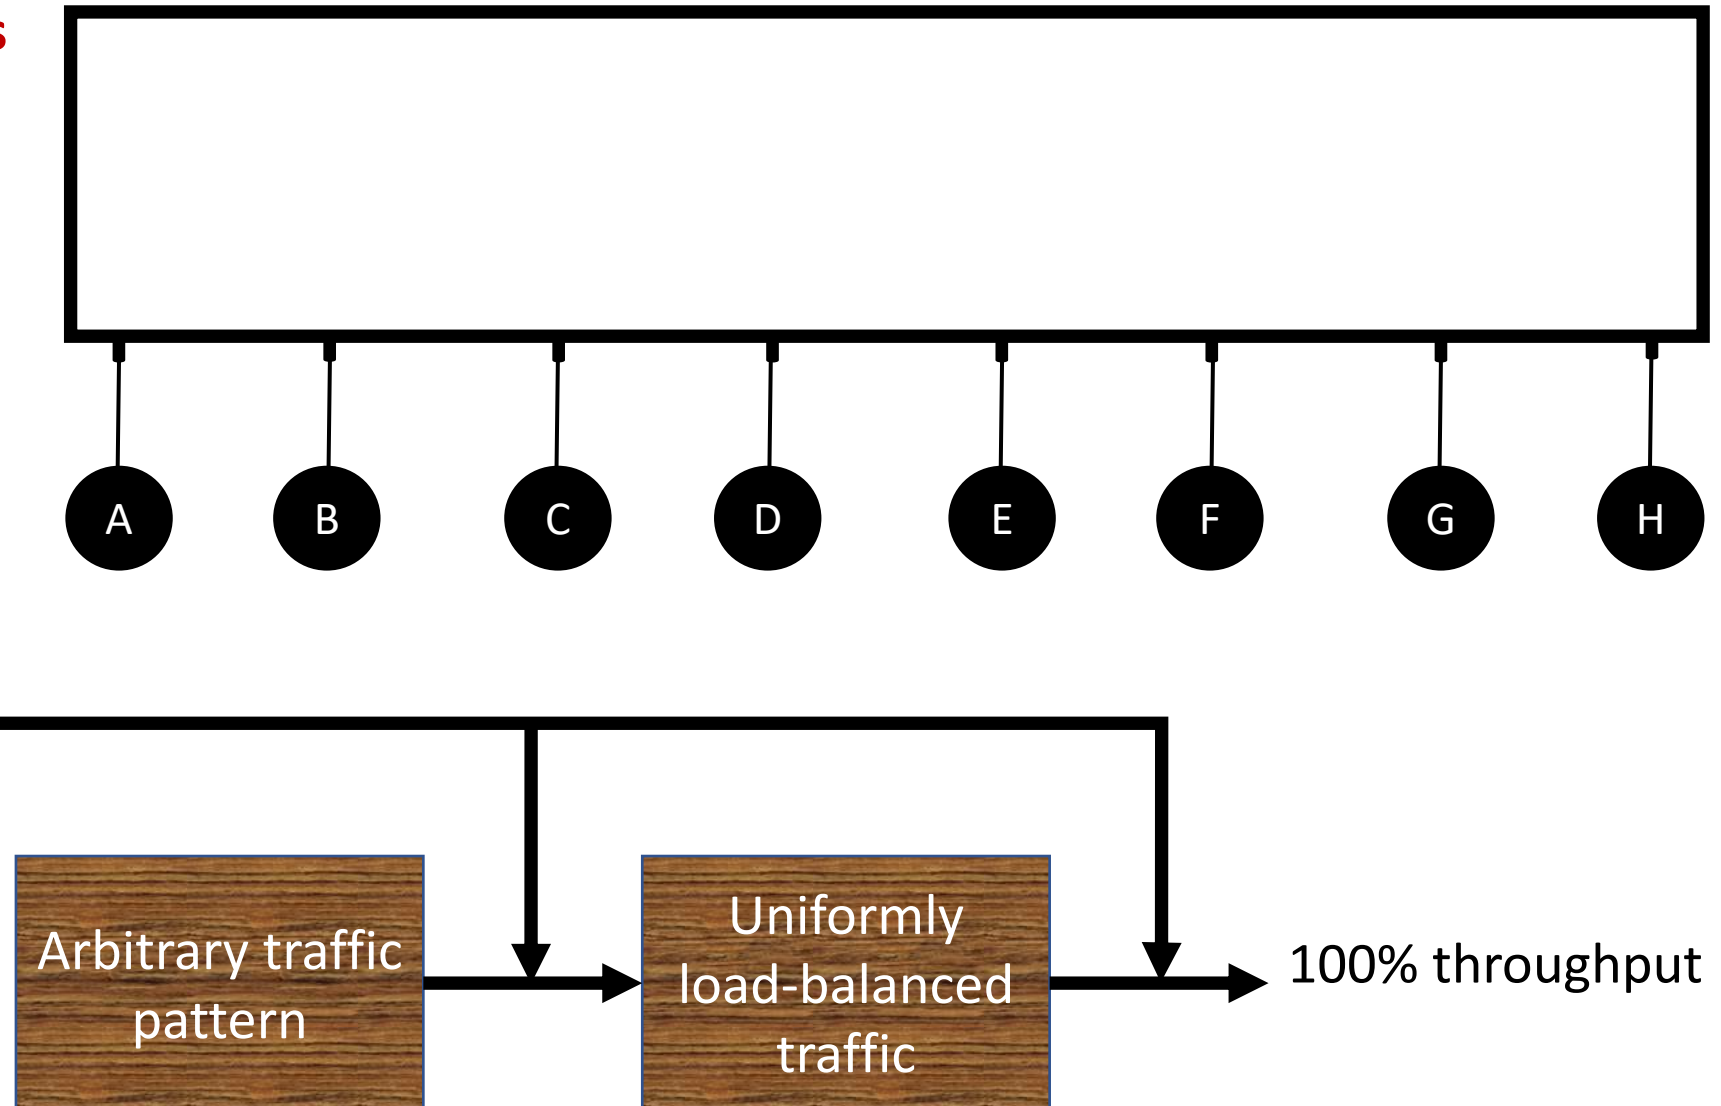 s
A B C D E F G H
Arbitrary traffic
pattern
Uniformly
load-balanced
traffic
100% throughput